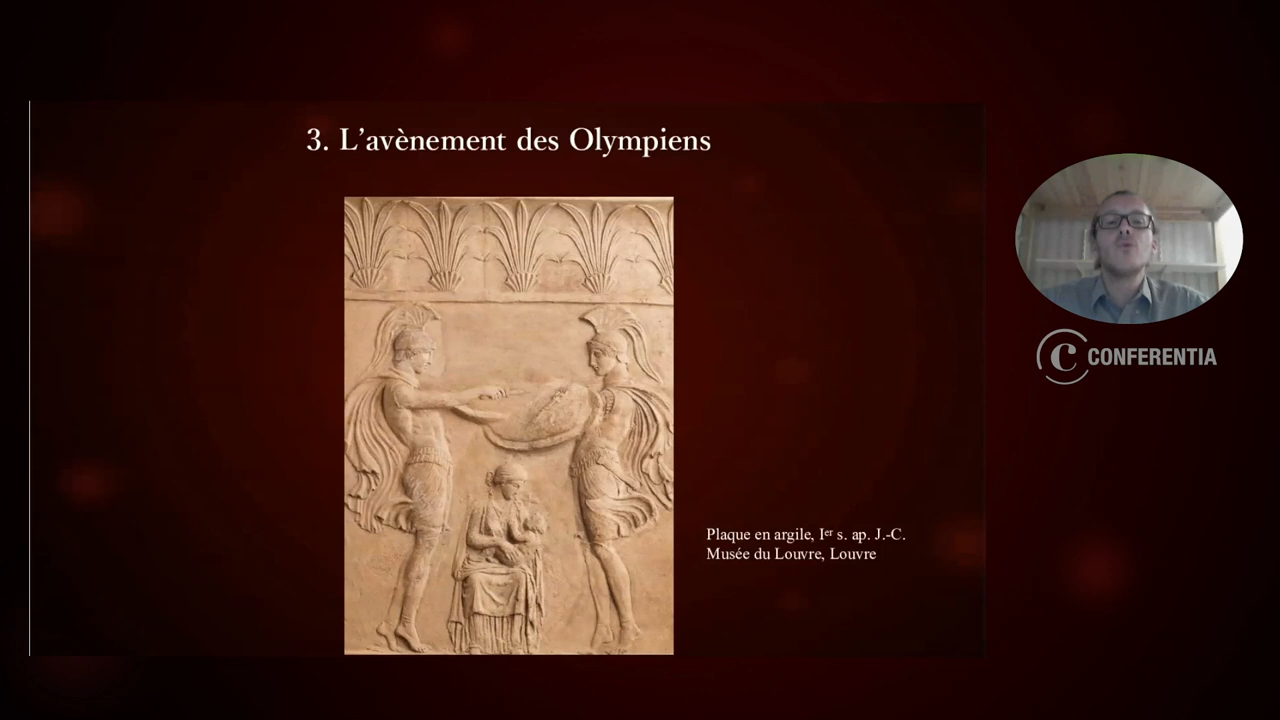 3. L’avènement des Olympiens
Plaque en argile, Iᵉʳ s. ap. J.-C.
Musée du Louvre, Louvre
C CONFERENTIA